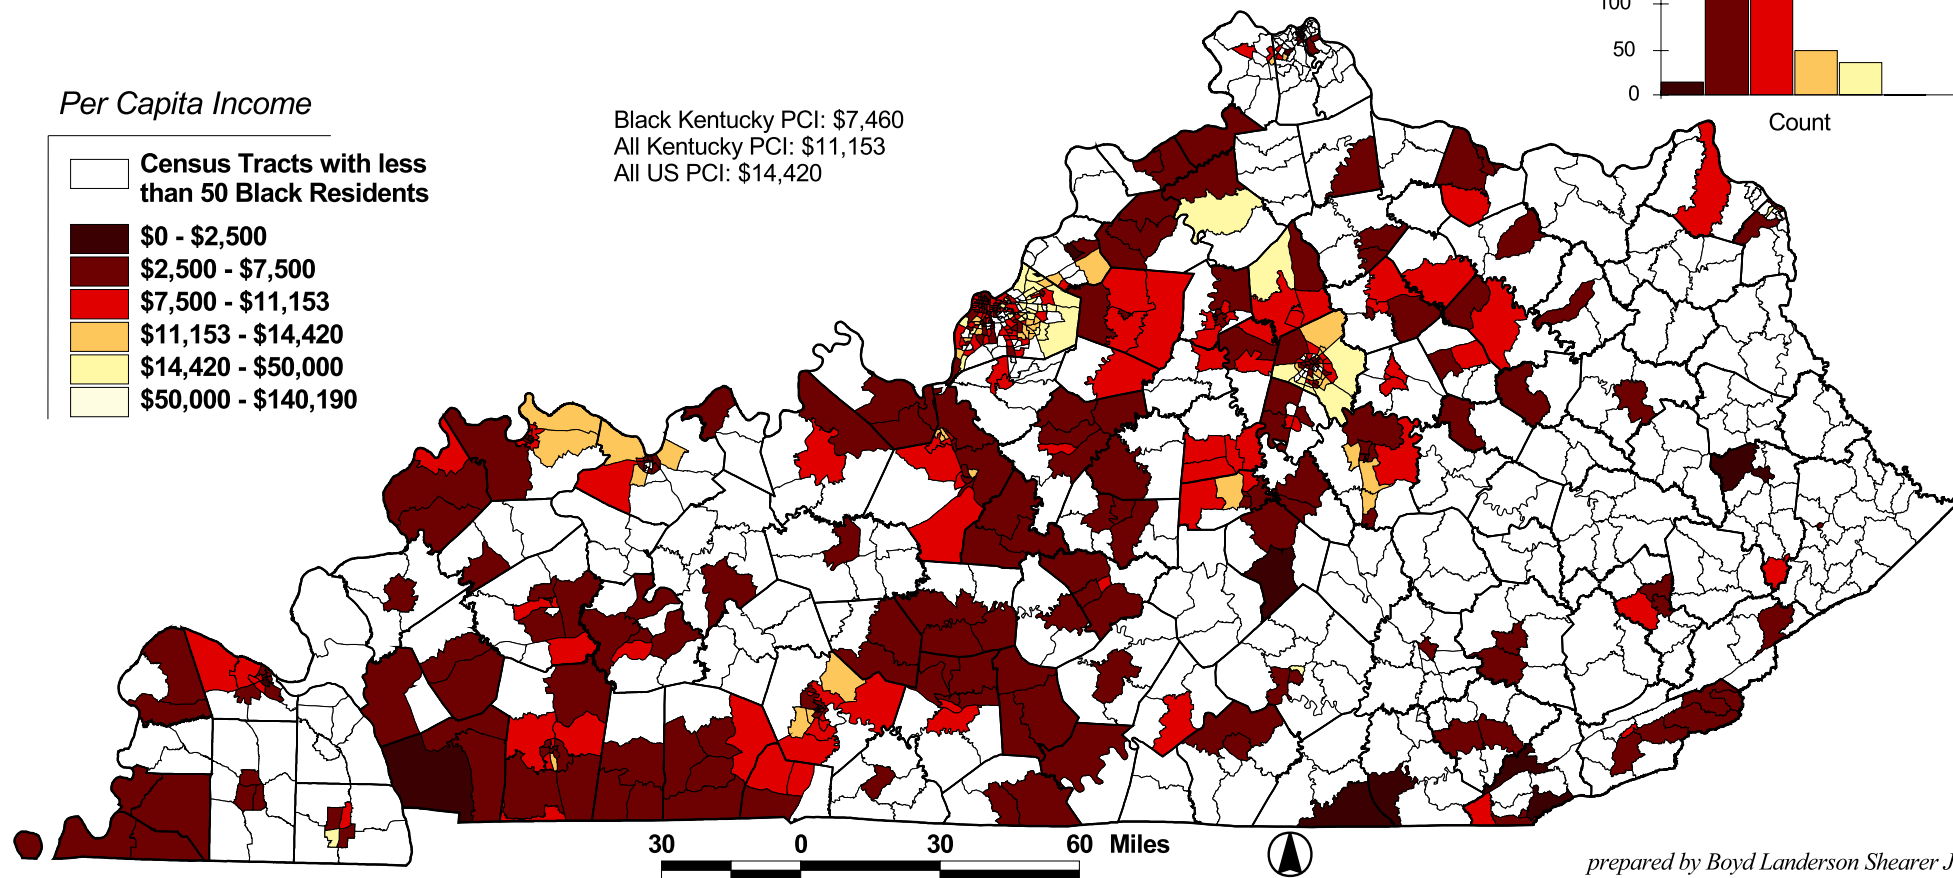 100
50
0
Count
Per Capita Income
Census Tracts with less
than 50 Black Residents
$0 - $2,500
$2,500 - $7,500
$7,500 - $11,153
$11,153 - $14,420
$14,420 - $50,000
$50,000 - $140,190
Black Kentucky PCI: $7,460
All Kentucky PCI: $11,153
All US PCI: $14,420
30 0 30 60 Miles
prepared by Boyd Landerson Shearer J